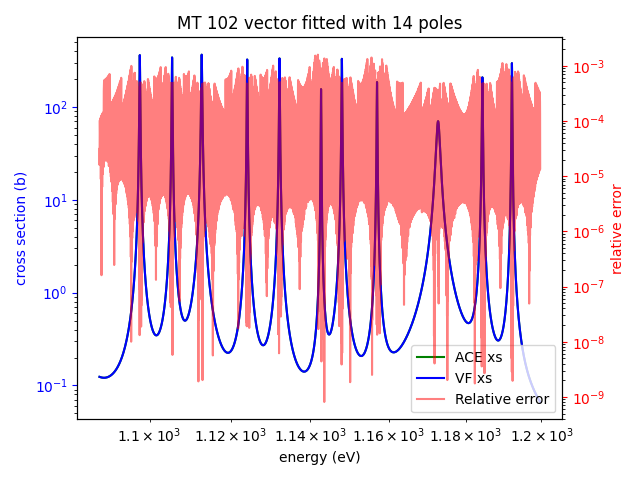 MT 102 vector fitted with 14 poles
10²
10¹
10⁰
10⁻¹
cross section (b)
10⁻³
10⁻⁴
10⁻⁵
10⁻⁶
10⁻⁷
10⁻⁸
10⁻⁹
relative error
ACE xs
VF xs
Relative error
1.1 × 10³ 1.12 × 10³ 1.14 × 10³ 1.16 × 10³ 1.18 × 10³ 1.2 × 10³
energy (eV)